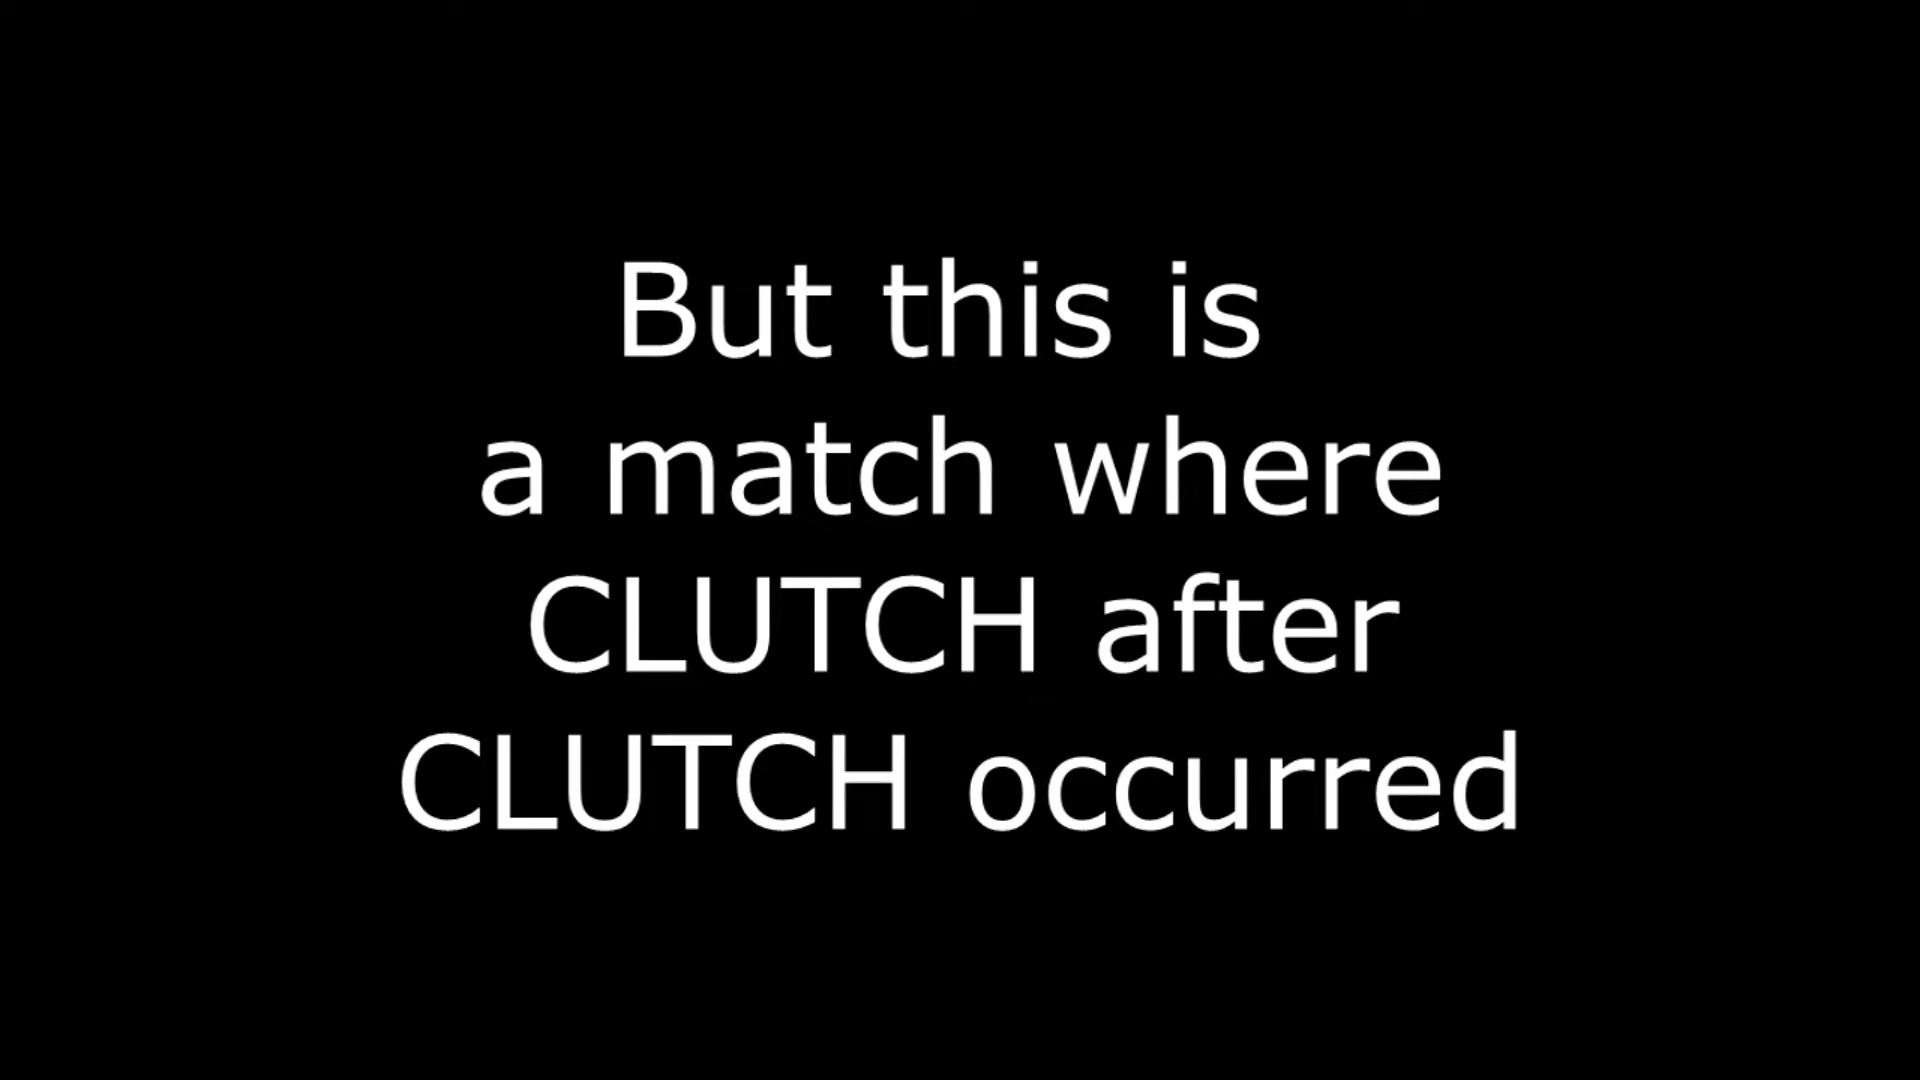 But this is
a match where
CLUTCH after
CLUTCH occurred